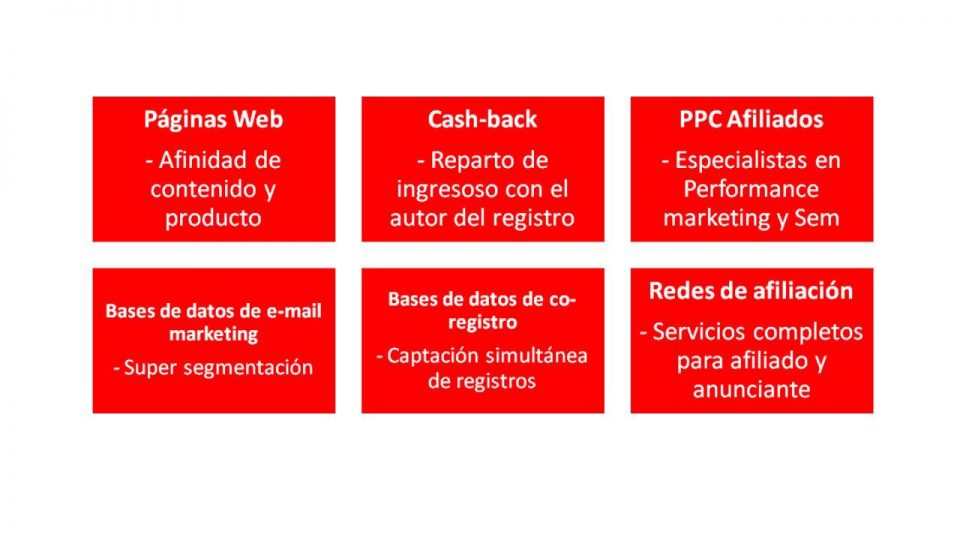 Páginas Web
- Afinidad de
contenido y
producto
Cash-back
- Reparto de
ingresoso con el
autor del registro
PPC Afiliados
- Especialistas en
Performance
marketing y Sem
Bases de datos de e-mail
marketing
- Super segmentación
Bases de datos de co-
registro
- Captación simultánea
de registros
Redes de afiliación
- Servicios completos
para afiliado y
anunciante